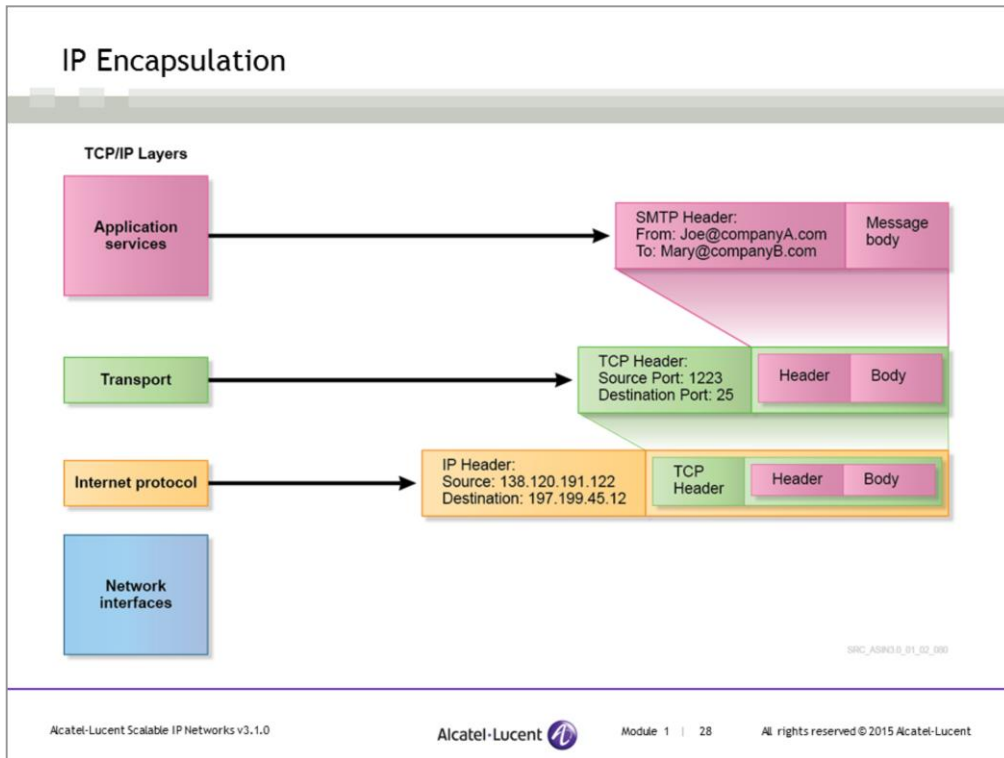 IP Encapsulation
TCP/IP Layers
Application
services
SMTP Header:
From: Joe@companyA.com
To: Mary@companyB.com
Message
body
Transport
TCP Header:
Source Port: 1223
Destination Port: 25
Header
Body
Internet protocol
IP Header:
Source: 138.120.191.122
Destination: 197.199.45.12
TCP
Header
Header
Body
Network
interfaces
SRC_ASIN3.0_01_02_080
Alcatel-Lucent Scalable IP Networks v3.1.0
Alcatel·Lucent
Module 1 | 28
All rights reserved © 2015 Alcatel-Lucent